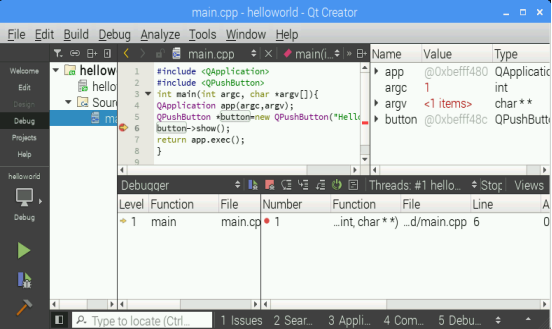 main.cpp - helloworld - Qt Creator
File Edit Build Debug Analyze Tools Window Help
main.cpp
main(i...
Name Value Type
Welcome
Edit
Design
Debug
Projects
Help
helloworld
Debug
hellow
hellov
Sour
ma
1 #include <QApplication>
2 #include <QPushButton>
3 int main(int argc, char *argv[]){
4 QApplication app(argc,argv);
5 QPushButton *button=new QPushButton("Hello
6 button->show();
7 return app.exec();
8 }
app @0xbefff480 QApplicatio
argc 1 int
argv <1 items> char **
button @0xbefff48c QPushButto
Debugger Threads: #1 hello... Stop Views
Level Function File Number Function File Line A
1 main main.cp 1 ...int, char **) ...d/main.cpp 6 0
Type to locate (Ctrl... 1 Issues 2 Sear... 3 Appli... 4 Com... 5 Debu...